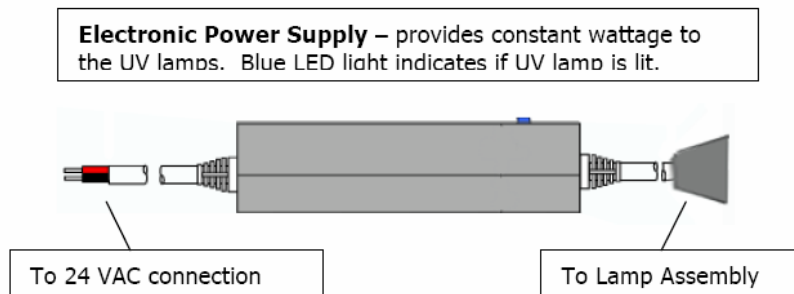 Electronic Power Supply – provides constant wattage to
the UV lamps. Blue LED light indicates if UV lamp is lit.
To 24 VAC connection
To Lamp Assembly